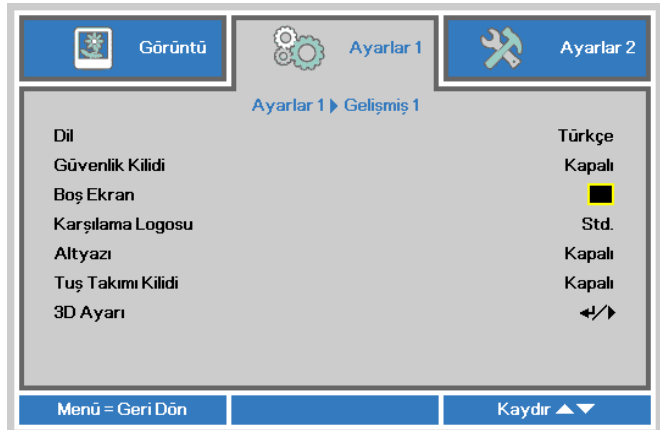 Görüntü Ayarlar 1 Ayarlar 2
Ayarlar 1 Gelişmiş 1
Dil Türkçe
Güvenlik Kilidi Kapalı
Boş Ekran
Karşılama Logosu Std.
Altyazı Kapalı
Tuş Takımı Kilidi Kapalı
3D Ayarı ↵/▶
Menü = Geri Dön Kaydır ▲▼